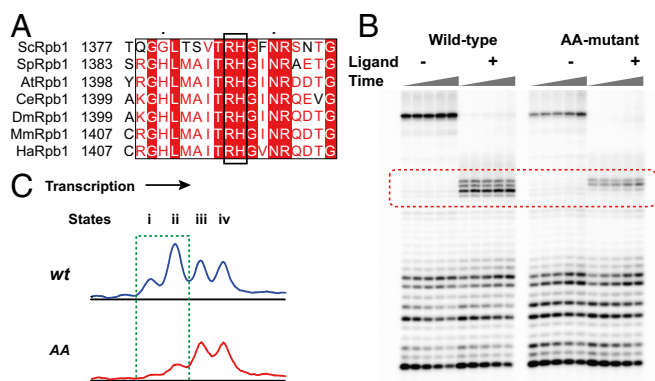 A
ScRpb1 1377 TQGGLTSVTRHGFNRSNTG
SpRpb1 1383 SRGHLMAITRHGINRAETG
AtRpb1 1398 YRGHLMAITRHGINRDDTG
CeRpb1 1399 AKGHLMAITRHGINRQEVG
DmRpb1 1399 AKGHLMAITRHGINRQDTG
MmRpb1 1407 CRGHLMAITRHGVNRQDTG
HaRpb1 1407 CRGHLMAITRHGVNRQDTG
B
Wild-type AA-mutant
Ligand - + - +
Time
C
Transcription
States i ii iii iv
wt
AA